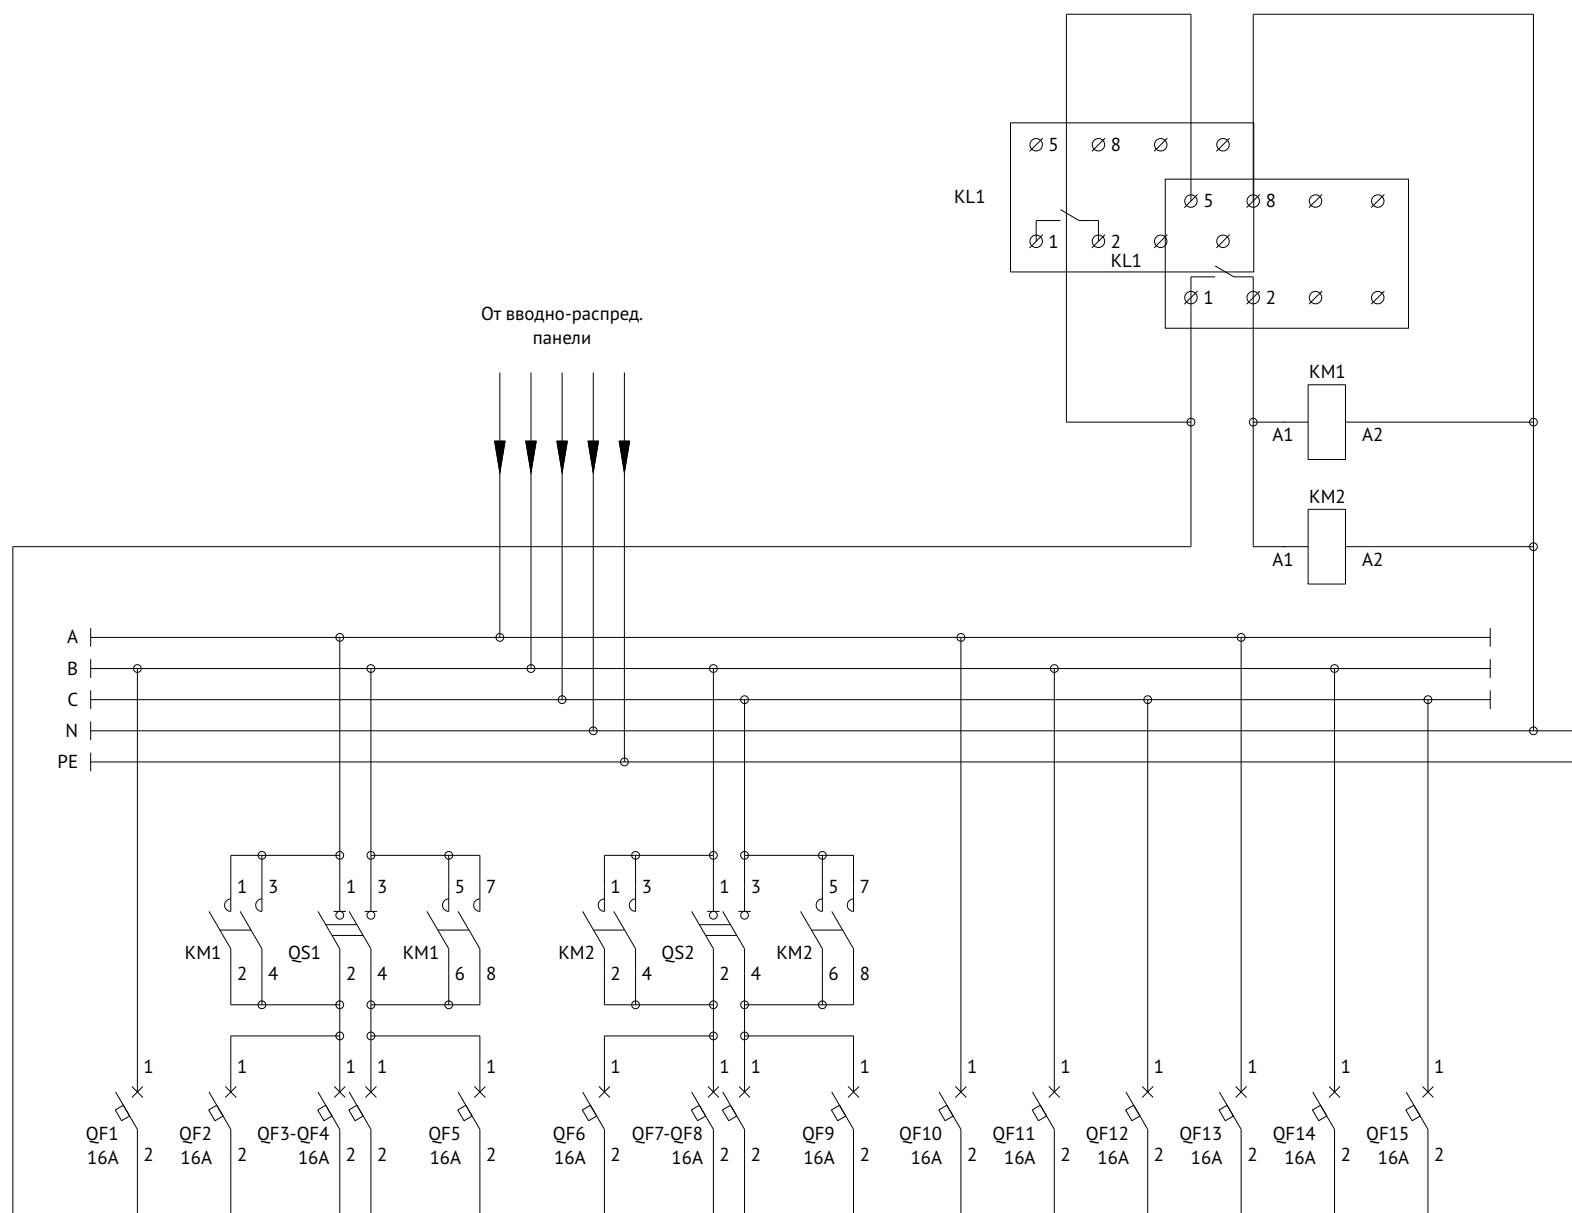 5 8
KL1
5 8
1 2
KL1
1 2
От вводно-распред.
панели
KM1
A1 A2
KM2
A1 A2
A
B
C
N
PE
1 3 1 3 5 7 1 3 1 3 5 7
KM1 QS1 KM1 KM2 QS2 KM2
2 4 2 4 6 8 2 4 2 4 6 8
1 1 1 1 1 1 1 1 1 1 1 1 1 1 1
QF1 QF2 QF3-QF4 QF5 QF6 QF7-QF8 QF9 QF10 QF11 QF12 QF13 QF14 QF15
16A 2 16A 2 16A 2 2 16A 2 16A 2 16A 2 2 16A 2 16A 2 16A 2 16A 2 16A 2 16A 2 16A 2